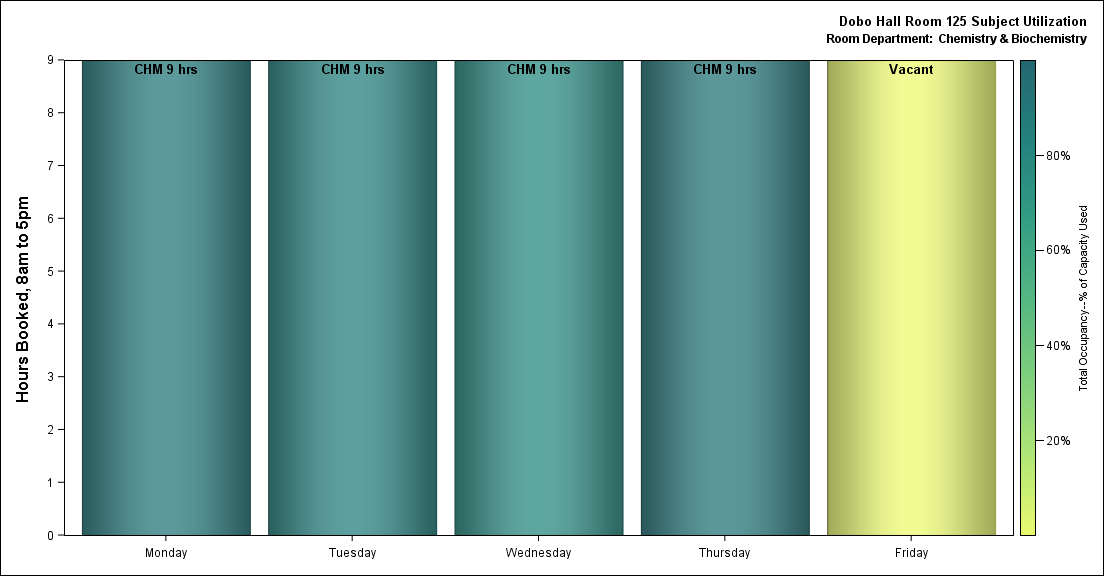 Dobo Hall Room 125 Subject Utilization
Room Department:  Chemistry & Biochemistry
Hours Booked, 8am to 5pm
9
8
7
6
5
4
3
2
1
0
CHM 9 hrs
CHM 9 hrs
CHM 9 hrs
CHM 9 hrs
Vacant
Monday
Tuesday
Wednesday
Thursday
Friday
80%
60%
40%
20%
Total Occupancy--% of Capacity Used